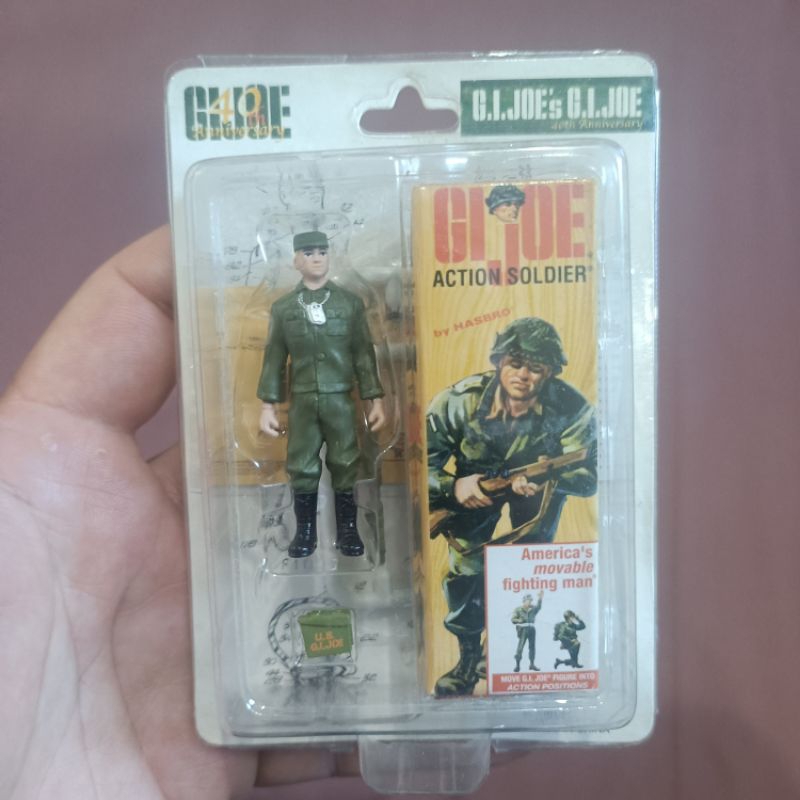 GI JOE
40th
Anniversary
G.I.JOE's G.I.JOE
40th Anniversary
GI JOE
ACTION SOLDIER®
by HASBRO®
America's
movable
fighting man®
MOVE G.I. JOE® FIGURE INTO
ACTION POSITIONS
U.S.
G.I.JOE